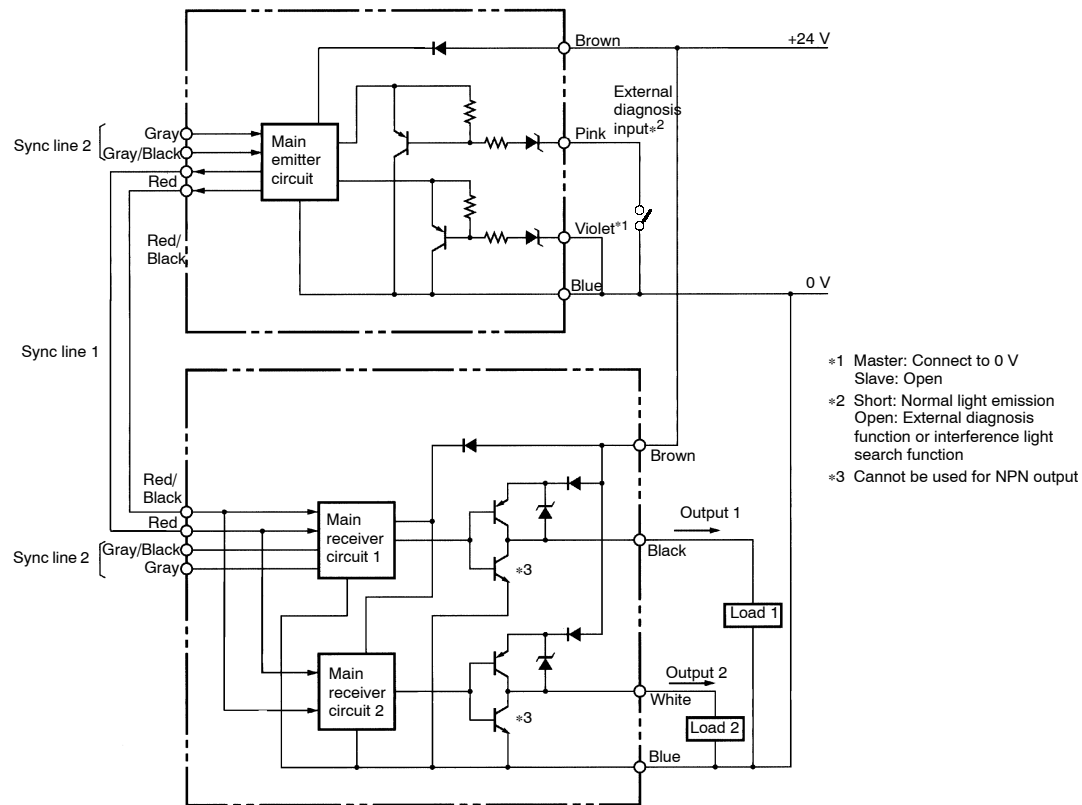 Brown
+24 V
External
diagnosis
input*2
Pink
Sync line 2
Gray
Gray/Black
Main
emitter
circuit
Red
Red/
Black
Violet*1
Blue
0 V
Sync line 1
*1 Master: Connect to 0 V
Slave: Open
*2 Short: Normal light emission
Open: External diagnosis
function or interference light
search function
*3 Cannot be used for NPN output
Brown
Red/
Black
Red
Sync line 2
Gray/Black
Gray
Main
receiver
circuit 1
Output 1
Black
*3
Load 1
Main
receiver
circuit 2
Output 2
White
*3
Load 2
Blue